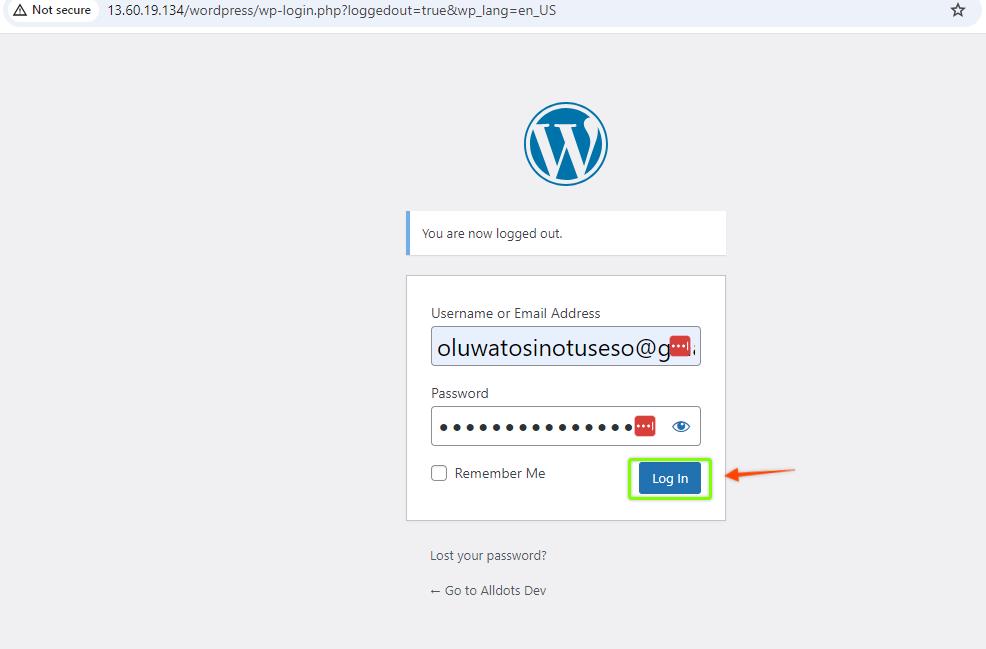 Not secure 13.60.19.134/wordpress/wp-login.php?loggedout=true&wp_lang=en_US
You are now logged out.
Username or Email Address
oluwatosinotuseso@g
Password
Remember Me
Log In
Lost your password?
← Go to Alldots Dev